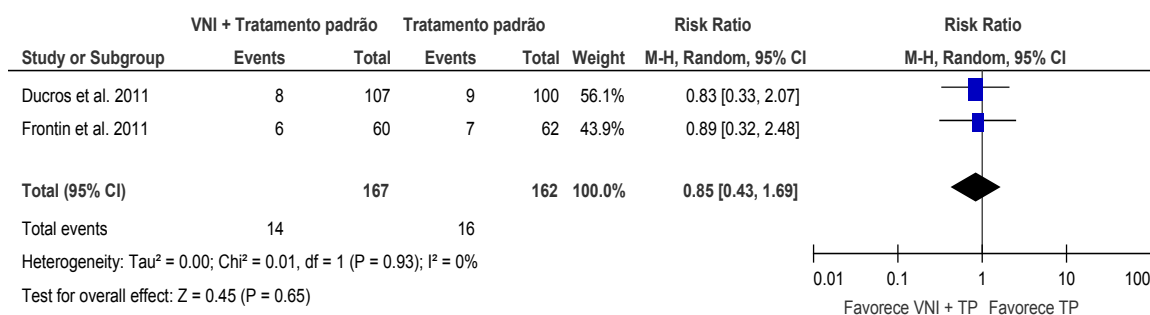 VNI + Tratamento padrão Tratamento padrão Risk Ratio Risk Ratio
Study or Subgroup Events Total Events Total Weight M-H, Random, 95% CI M-H, Random, 95% CI
Ducros et al. 2011 8 107 9 100 56.1% 0.83 [0.33, 2.07]
Frontin et al. 2011 6 60 7 62 43.9% 0.89 [0.32, 2.48]
Total (95% CI) 167 162 100.0% 0.85 [0.43, 1.69]
Total events 14 16
Heterogeneity: Tau² = 0.00; Chi² = 0.01, df = 1 (P = 0.93); I² = 0%
Test for overall effect: Z = 0.45 (P = 0.65)
0.01 0.1 1 10 100
Favorece VNI + TP Favorece TP